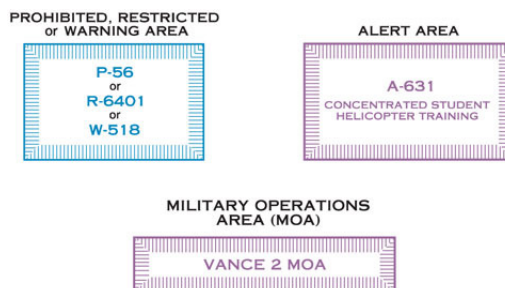 PROHIBITED, RESTRICTED
or WARNING AREA
P-56
or
R-6401
or
W-518
ALERT AREA
A-631
CONCENTRATED STUDENT
HELICOPTER TRAINING
MILITARY OPERATIONS
AREA (MOA)
VANCE 2 MOA